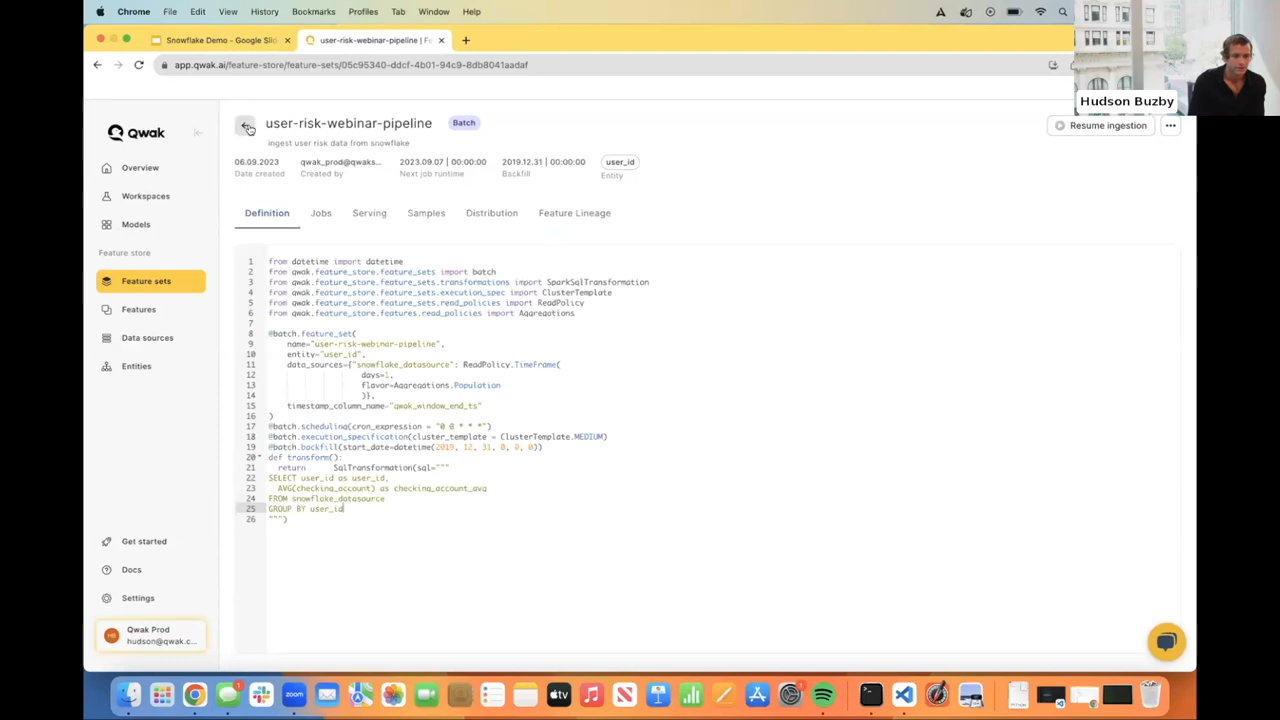 Chrome File Edit View History Bookmarks Profiles Tab Window Help
Snowflake Demo - Google Slid
user-risk-webinar-pipeline | Fe
app.qwak.ai/feature-store/feature-sets/05c95340-ddcf-4b01-94c9-8db8041aadaf
Hudson Buzby
Qwak
Overview
Workspaces
Models
Feature store
Feature sets
Features
Data sources
Entities
Get started
Docs
Settings
HB
Qwak Prod
hudson@qwak.c...
user-risk-webinar-pipeline Batch
Resume ingestion
ingest user risk data from snowflake
06.09.2023 qwak_prod@qwaks... 2023.09.07 | 00:00:00 2019.12.31 | 00:00:00 user_id
Date created Created by Next job runtime Backfill Entity
Definition Jobs Serving Samples Distribution Feature Lineage
1 from datetime import datetime
2 from qwak.feature_store.feature_sets import batch
3 from qwak.feature_store.feature_sets.transformations import SparkSqlTransformation
4 from qwak.feature_store.feature_sets.execution_spec import ClusterTemplate
5 from qwak.feature_store.feature_sets.read_policies import ReadPolicy
6 from qwak.feature_store.features.read_policies import Aggregations
7
8 @batch.feature_set(
9 name="user-risk-webinar-pipeline",
10 entity="user_id",
11 data_sources={"snowflake_datasource": ReadPolicy.TimeFrame(
12 days=1,
13 flavor=Aggregations.Population
14 )},
15 timestamp_column_name="qwak_window_end_ts"
16 )
17 @batch.scheduling(cron_expression = "0 0 * * *")
18 @batch.execution_specification(cluster_template = ClusterTemplate.MEDIUM)
19 @batch.backfill(start_date=datetime(2019, 12, 31, 0, 0, 0))
20 def transform():
21 return SqlTransformation(sql="""
22 SELECT user_id as user_id,
23 AVG(checking_account) as checking_account_avg
24 FROM snowflake_datasource
25 GROUP BY user_id
26 """)
zoom
tv